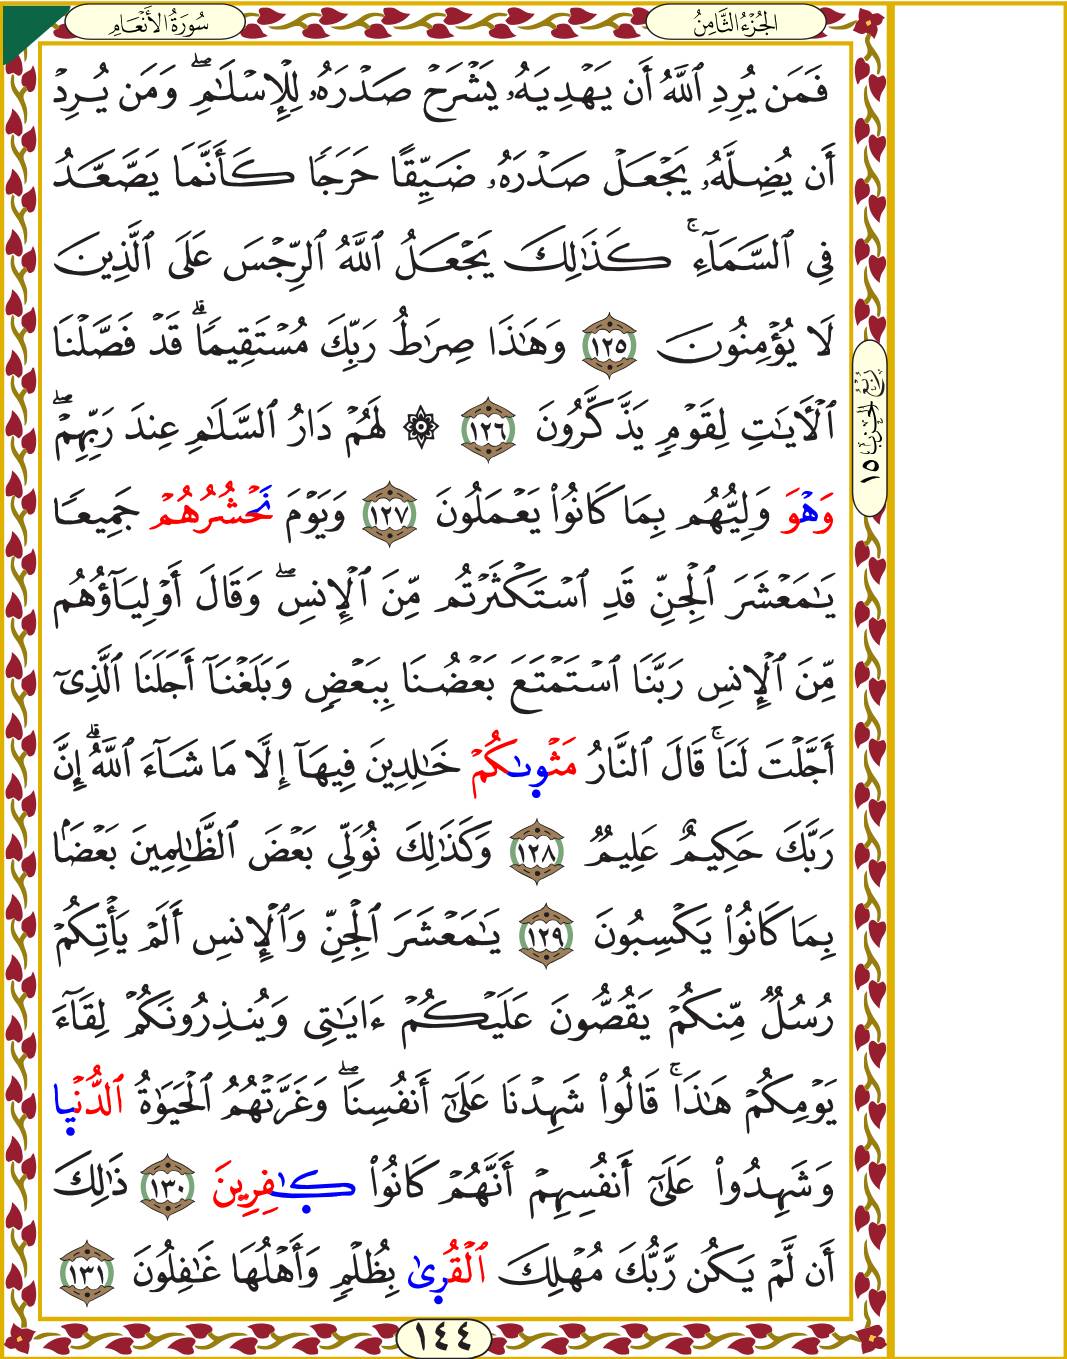 سُورَةُ الأَنْعَامِ
الجُزْءُ الثَّامِنُ
فَمَن يُرِدِ ٱللَّهُ أَن يَهْدِيَهُۥ يَشْرَحْ صَدْرَهُۥ لِلْإِسْلَٰمِ ۖ وَمَن يُرِدْ
أَن يُضِلَّهُۥ يَجْعَلْ صَدْرَهُۥ ضَيِّقًا حَرَجًا كَأَنَّمَا يَصَّعَّدُ
فِى ٱلسَّمَآءِ ۚ كَذَٰلِكَ يَجْعَلُ ٱللَّهُ ٱلرِّجْسَ عَلَى ٱلَّذِينَ
لَا يُؤْمِنُونَ ١٢٥ وَهَٰذَا صِرَٰطُ رَبِّكَ مُسْتَقِيمًا ۗ قَدْ فَصَّلْنَا
ٱلْءَايَٰتِ لِقَوْمٍ يَذَّكَّرُونَ ١٢٦ ۞ لَهُمْ دَارُ ٱلسَّلَٰمِ عِندَ رَبِّهِمْ ۖ
وَهْوَ وَلِيُّهُم بِمَا كَانُوا۟ يَعْمَلُونَ ١٢٧ وَيَوْمَ نَحْشُرُهُمْ جَمِيعًا
يَٰمَعْشَرَ ٱلْجِنِّ قَدِ ٱسْتَكْثَرْتُم مِّنَ ٱلْإِنسِ ۖ وَقَالَ أَوْلِيَآؤُهُم
مِّنَ ٱلْإِنسِ رَبَّنَا ٱسْتَمْتَعَ بَعْضُنَا بِبَعْضٍ وَبَلَغْنَآ أَجَلَنَا ٱلَّذِىٓ
أَجَّلْتَ لَنَا ۚ قَالَ ٱلنَّارُ مَثْوَىٰكُمْ خَٰلِدِينَ فِيهَآ إِلَّا مَا شَآءَ ٱللَّهُ ۗ إِنَّ
رَبَّكَ حَكِيمٌ عَلِيمٌ ١٢٨ وَكَذَٰلِكَ نُوَلِّى بَعْضَ ٱلظَّٰلِمِينَ بَعْضًۢا
بِمَا كَانُوا۟ يَكْسِبُونَ ١٢٩ يَٰمَعْشَرَ ٱلْجِنِّ وَٱلْإِنسِ أَلَمْ يَأْتِكُمْ
رُسُلٌ مِّنكُمْ يَقُصُّونَ عَلَيْكُمْ ءَايَٰتِى وَيُنذِرُونَكُمْ لِقَآءَ
يَوْمِكُمْ هَٰذَا ۚ قَالُوا۟ شَهِدْنَا عَلَىٰٓ أَنفُسِنَا ۖ وَغَرَّتْهُمُ ٱلْحَيَوٰةُ ٱلدُّنْيَا
وَشَهِدُوا۟ عَلَىٰٓ أَنفُسِهِمْ أَنَّهُمْ كَانُوا۟ كَٰفِرِينَ ١٣٠ ذَٰلِكَ
أَن لَّمْ يَكُن رَّبُّكَ مُهْلِكَ ٱلْقُرَىٰ بِظُلْمٍ وَأَهْلُهَا غَٰفِلُونَ ١٣١
رُبُعُ الحِزْبِ ١٥
١٤٤